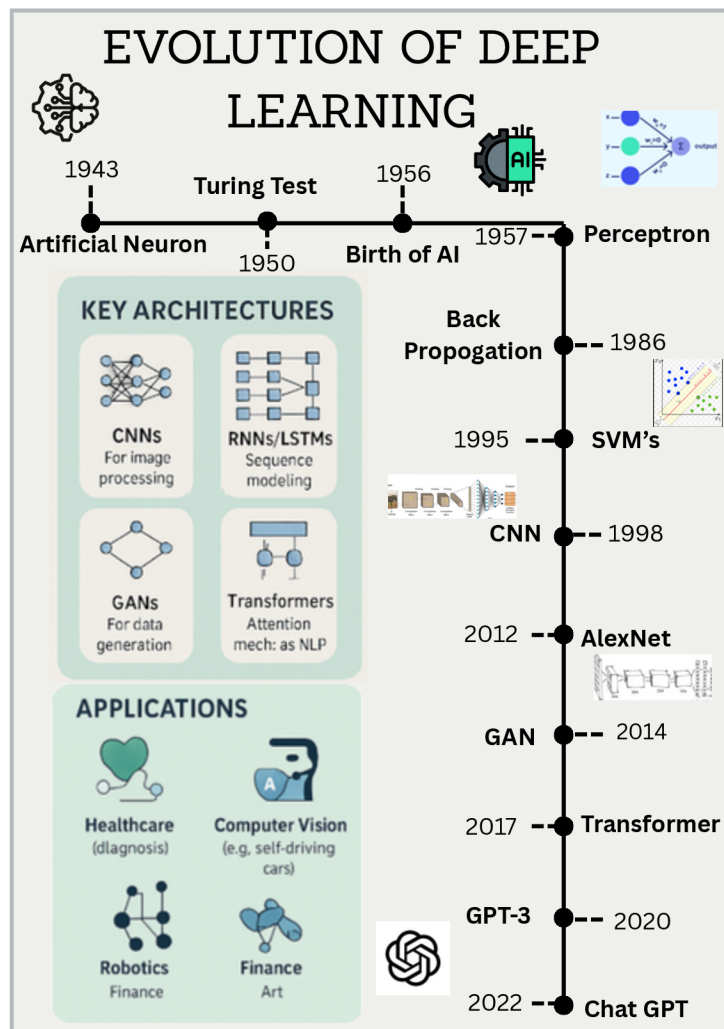 EVOLUTION OF DEEP
LEARNING
1943
Turing Test
1956
AI
x
y
z
output
Σ
Artificial Neuron
1950
Birth of AI
1957
Perceptron
Back
Propogation
1986
1995
SVM's
CNN
1998
2012
AlexNet
GAN
2014
2017
Transformer
GPT-3
2020
2022
Chat GPT
KEY ARCHITECTURES
CNNs
For image
processing
RNNs/LSTMs
Sequence
modeling
GANs
For data
generation
Transformers
Attention
mech: as NLP
APPLICATIONS
Healthcare
(dlagnosis)
A
Computer Vision
(e.g, self-driving
cars)
Robotics
Finance
Finance
Art